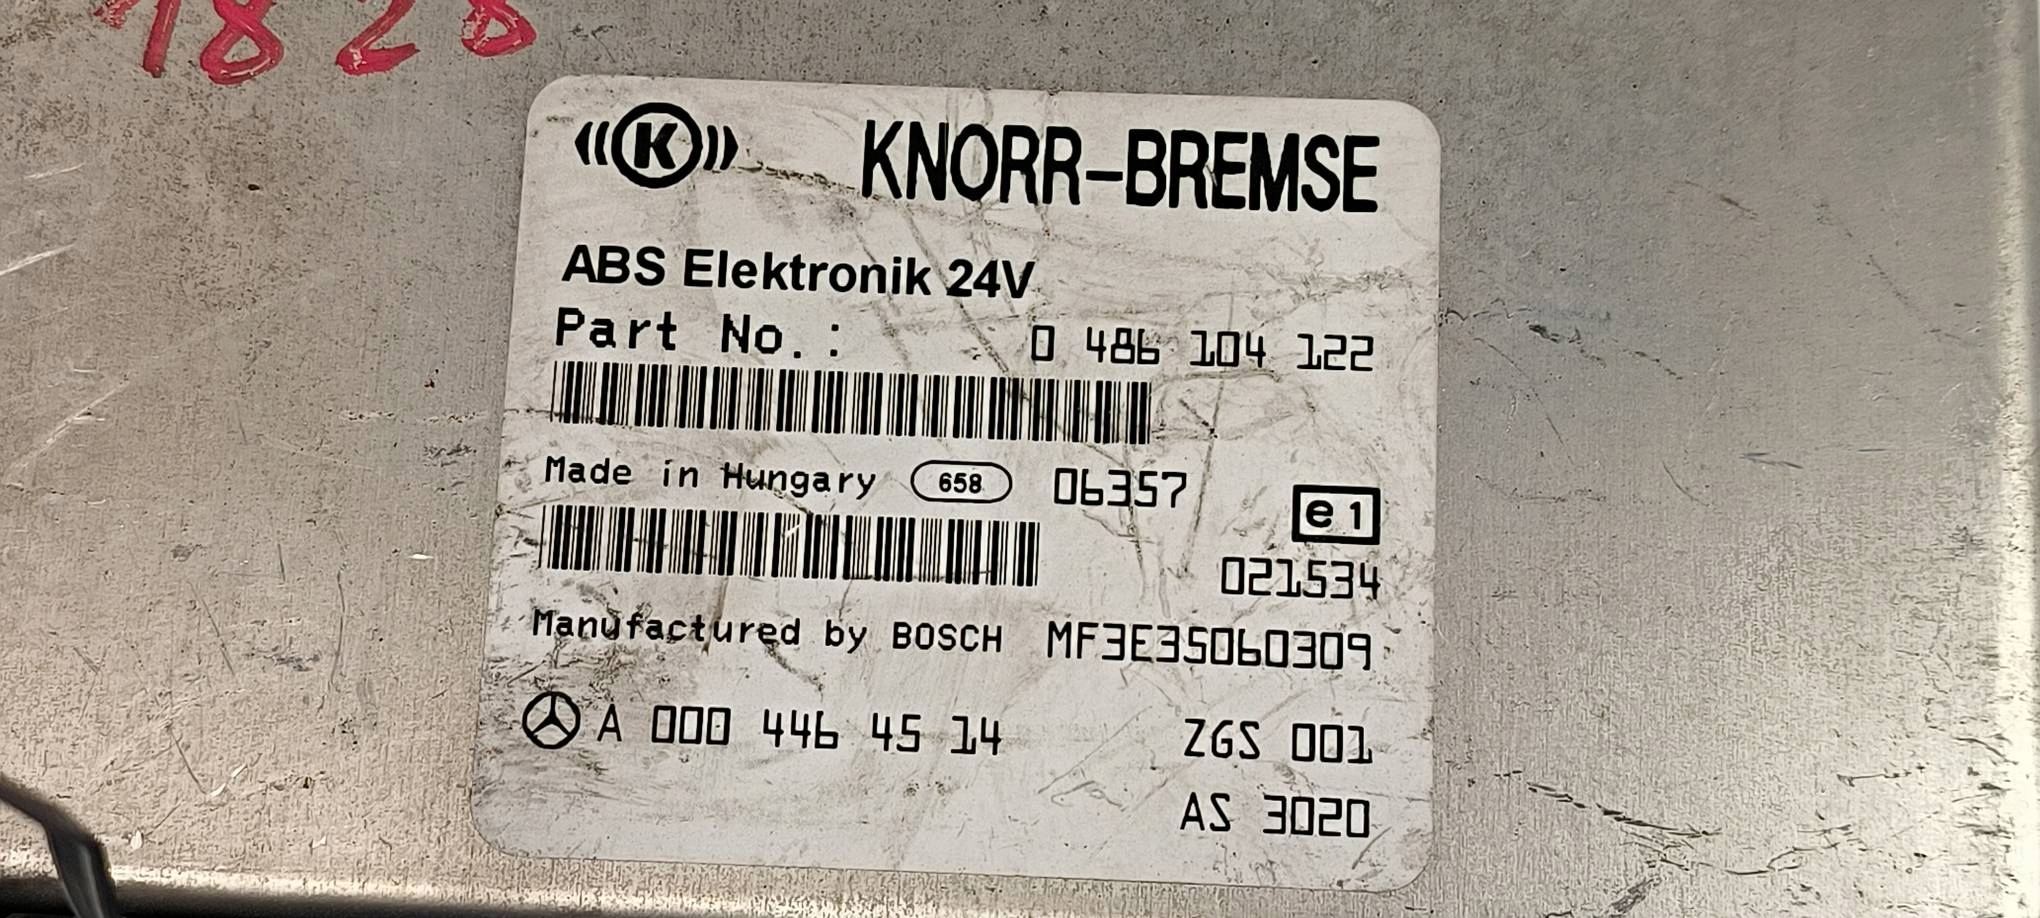 1828
K KNORR-BREMSE
ABS Elektronik 24V
Part No.: 0 486 104 122
Made in Hungary 658 06357
e1
021534
Manufactured by BOSCH MF3E35060309
A 000 446 45 14 ZGS 001
AS 3020